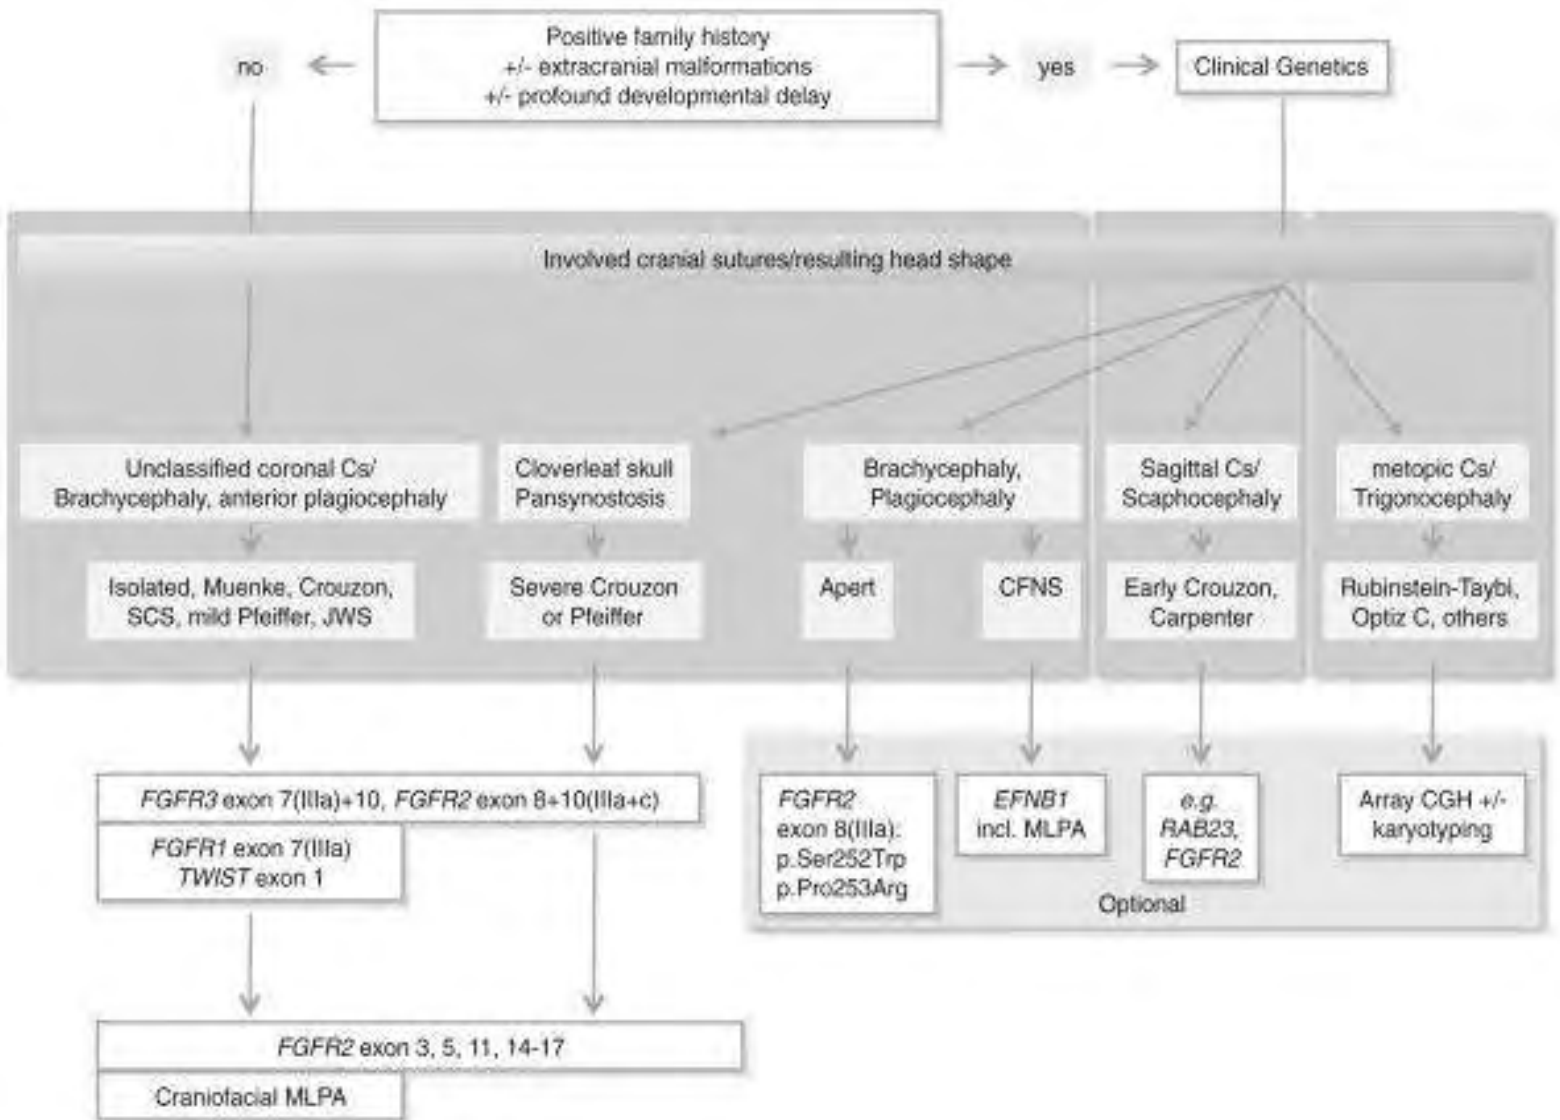 Positive family history
+/- extracranial malformations
+/- profound developmental delay
no
yes
Clinical Genetics
Involved cranial sutures/resulting head shape
Unclassified coronal Cs/
Brachycephaly, anterior plagiocephaly
Cloverleaf skull
Pansynostosis
Brachycephaly,
Plagiocephaly
Sagittal Cs/
Scaphocephaly
metopic Cs/
Trigonocephaly
Isolated, Muenke, Crouzon,
SCS, mild Pfeiffer, JWS
Severe Crouzon
or Pfeiffer
Apert
CFNS
Early Crouzon,
Carpenter
Rubinstein-Taybi,
Optiz C, others
FGFR3 exon 7(IIIa)+10, FGFR2 exon 8+10(IIIa+c)
FGFR1 exon 7(IIIa)
TWIST exon 1
FGFR2
exon 8(IIIa):
p.Ser252Trp
p.Pro253Arg
EFNB1
incl. MLPA
e.g.
RAB23,
FGFR2
Array CGH +/-
karyotyping
Optional
FGFR2 exon 3, 5, 11, 14-17
Craniofacial MLPA